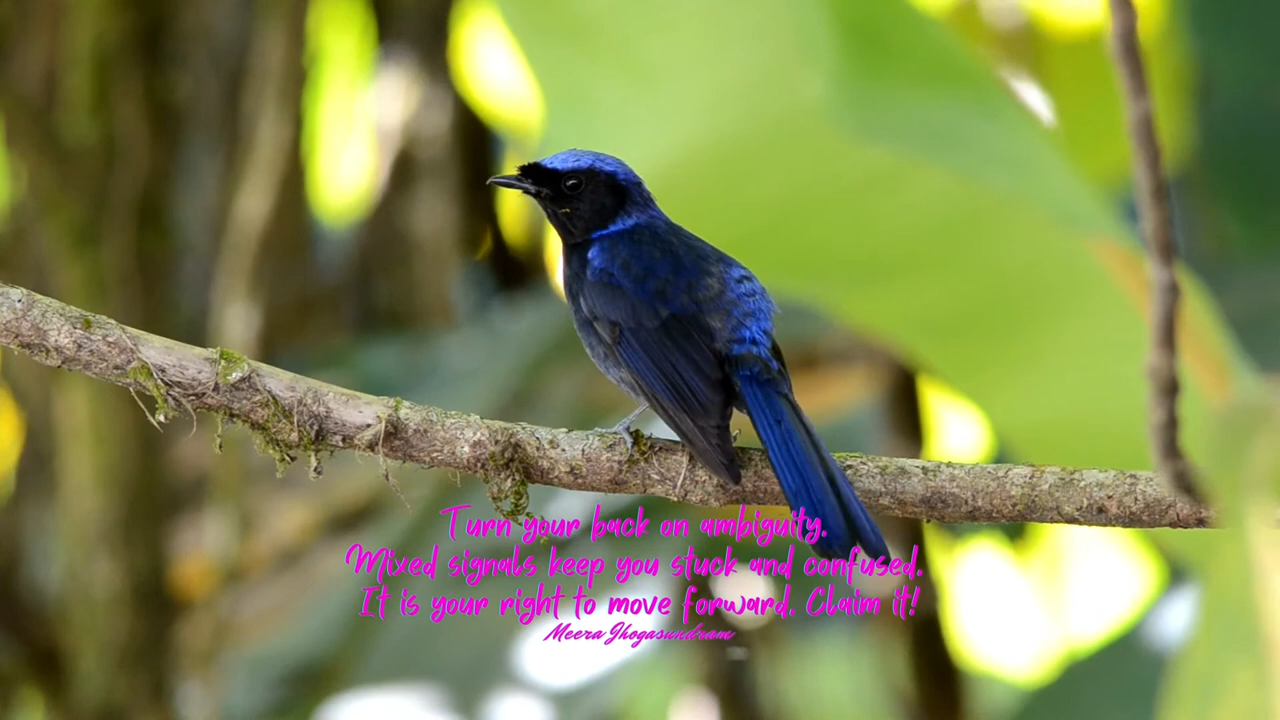 Turn your back on ambiguity.
Mixed signals keep you stuck and confused.
It is your right to move forward. Claim it!
Meera Jhogasundram